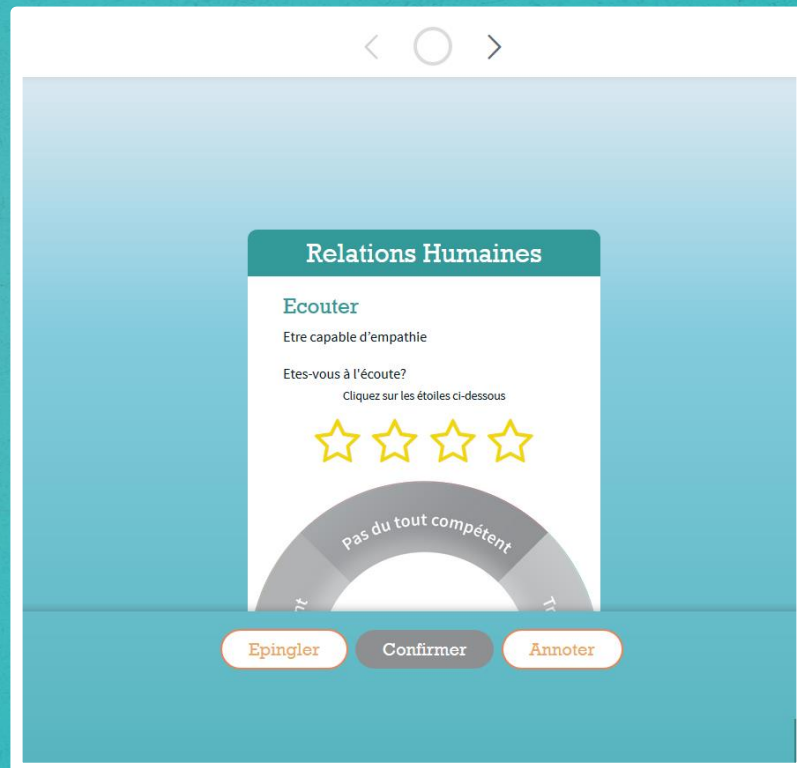 Relations Humaines
Ecouter
Etre capable d'empathie
Etes-vous à l'écoute?
Cliquez sur les étoiles ci-dessous
Pas du tout compétent
Epingler
Confirmer
Annoter